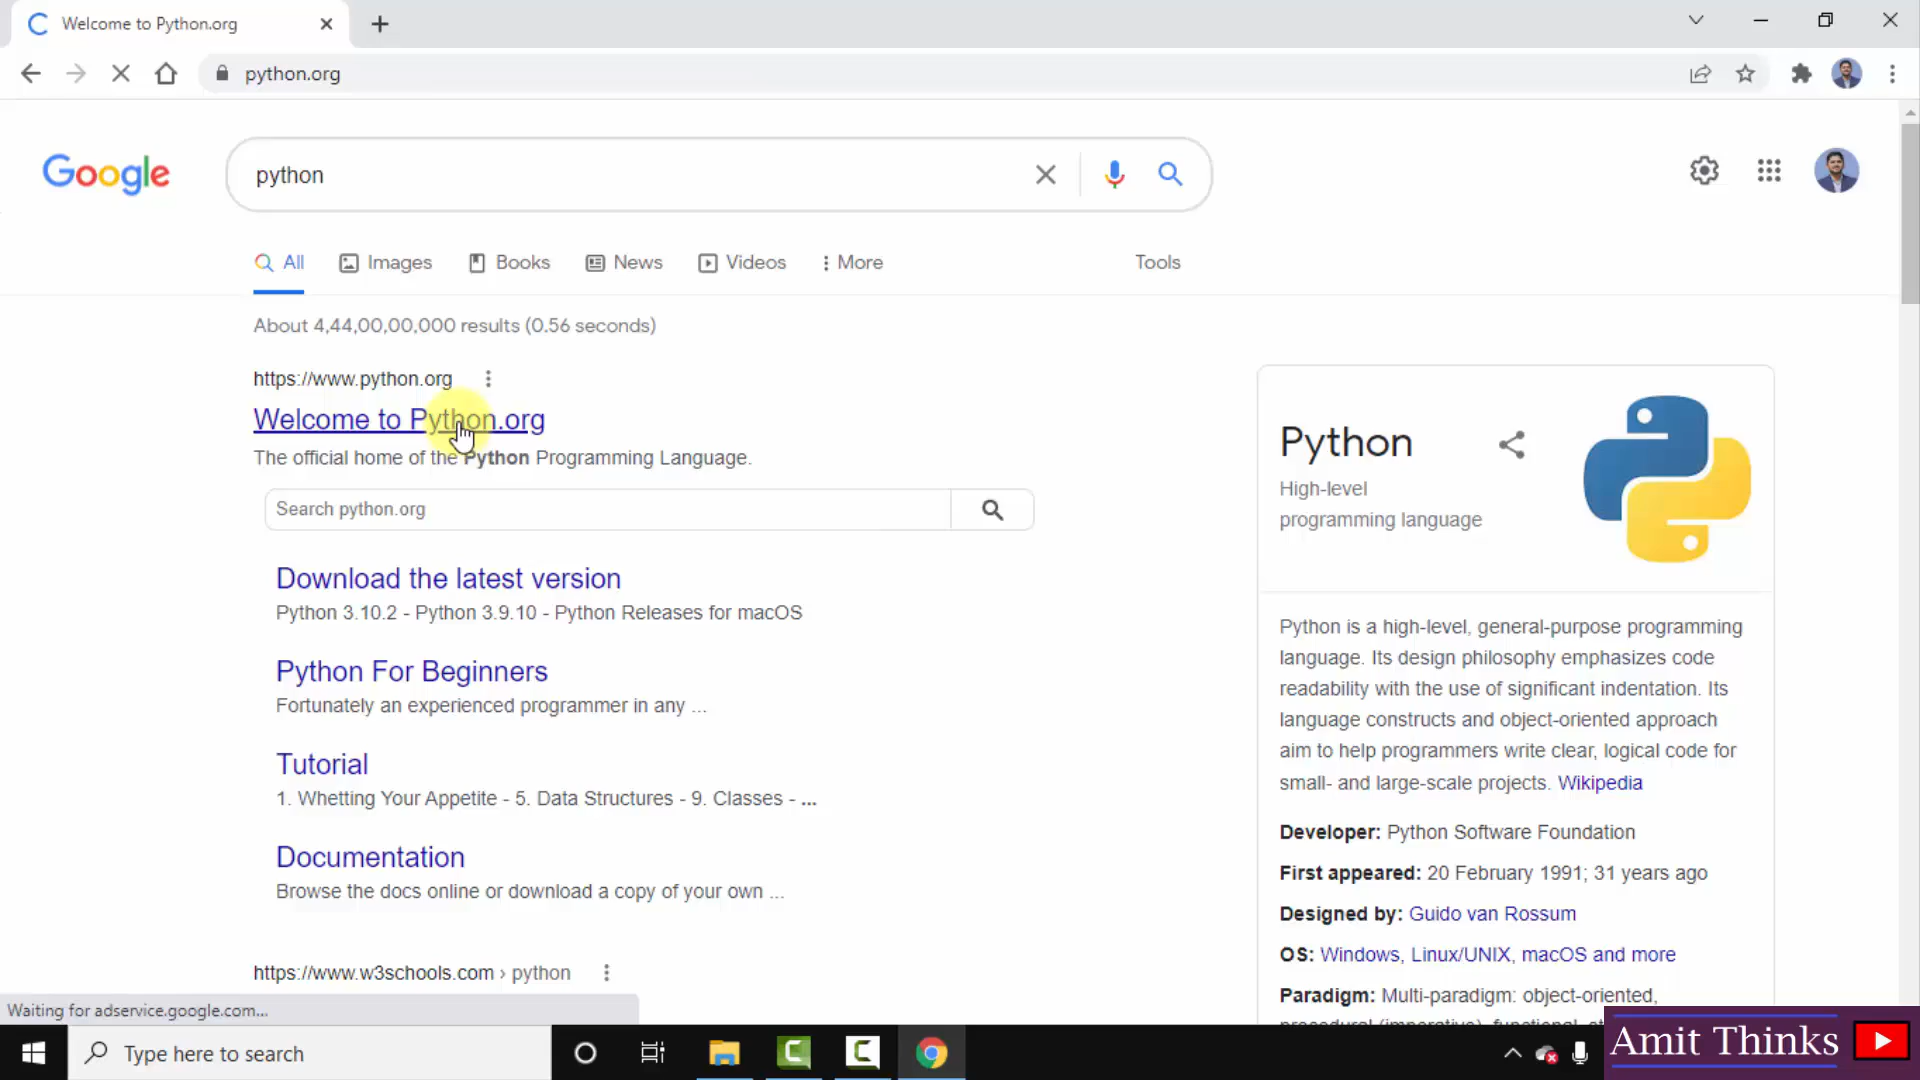 Welcome to Python.org
python.org
Google
python
All
Images
Books
News
Videos
More
Tools
About 4,44,00,00,000 results (0.56 seconds)
https://www.python.org
Welcome to Python.org
The official home of the Python Programming Language.
Search python.org
Download the latest version
Python 3.10.2 - Python 3.9.10 - Python Releases for macOS
Python For Beginners
Fortunately an experienced programmer in any ...
Tutorial
1. Whetting Your Appetite - 5. Data Structures - 9. Classes - ...
Documentation
Browse the docs online or download a copy of your own ...
https://www.w3schools.com › python
Python
High-level
programming language
Python is a high-level, general-purpose programming
language. Its design philosophy emphasizes code
readability with the use of significant indentation. Its
language constructs and object-oriented approach
aim to help programmers write clear, logical code for
small- and large-scale projects. Wikipedia
Developer: Python Software Foundation
First appeared: 20 February 1991; 31 years ago
Designed by: Guido van Rossum
OS: Windows, Linux/UNIX, macOS and more
Paradigm: Multi-paradigm: object-oriented,
Waiting for adservice.google.com...
Type here to search
Amit Thinks